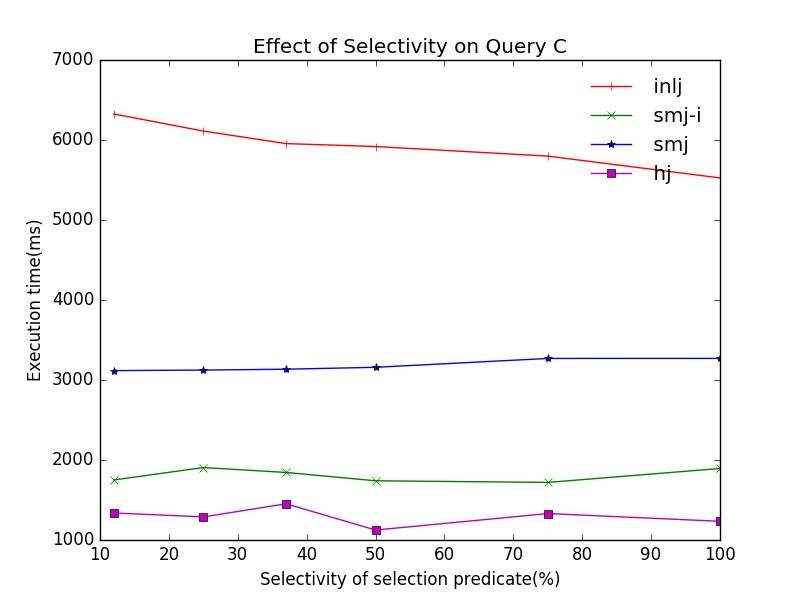 Effect of Selectivity on Query C
7000
6000
5000
4000
3000
2000
1000
Execution time(ms)
inlj
smj-i
smj
hj
10 20 30 40 50 60 70 80 90 100
Selectivity of selection predicate(%)